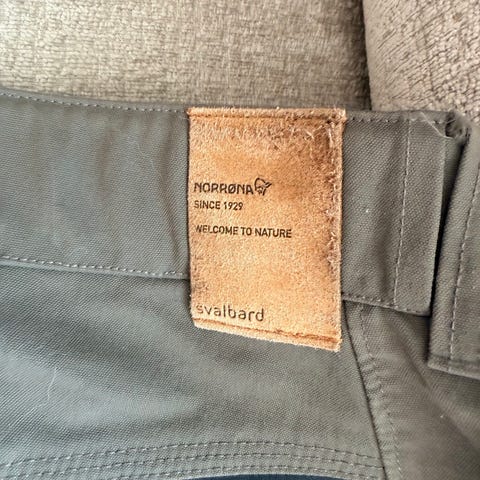 NORRØNA
SINCE 1929
WELCOME TO NATURE
svalbard